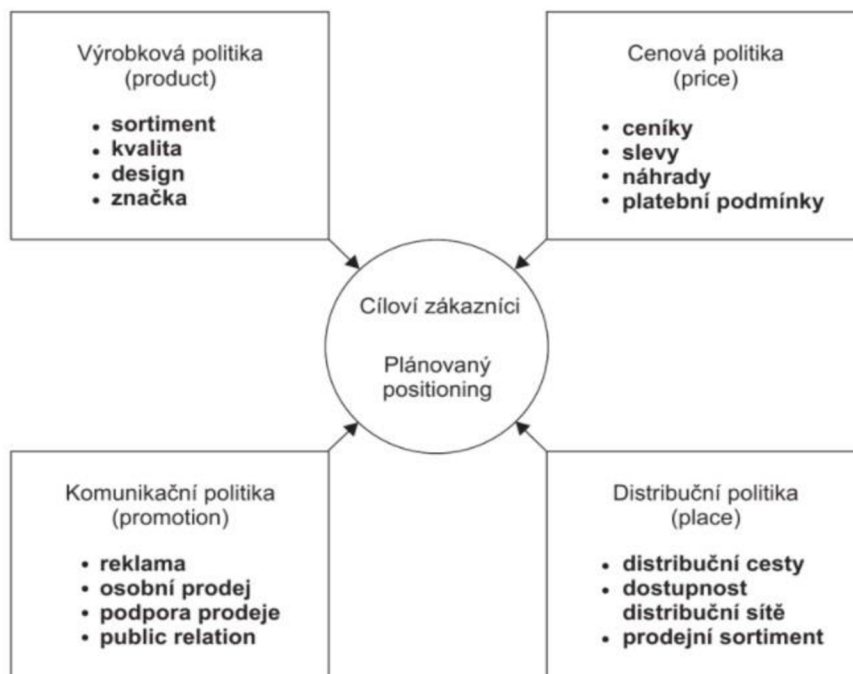 Výrobková politika
(product)
• sortiment
• kvalita
• design
• značka
Cenová politika
(price)
• ceníky
• slevy
• náhrady
• platební podmínky
Cíloví zákazníci
Plánovaný
positioning
Komunikační politika
(promotion)
• reklama
• osobní prodej
• podpora prodeje
• public relation
Distribuční politika
(place)
• distribuční cesty
• dostupnost
distribuční sítě
• prodejní sortiment